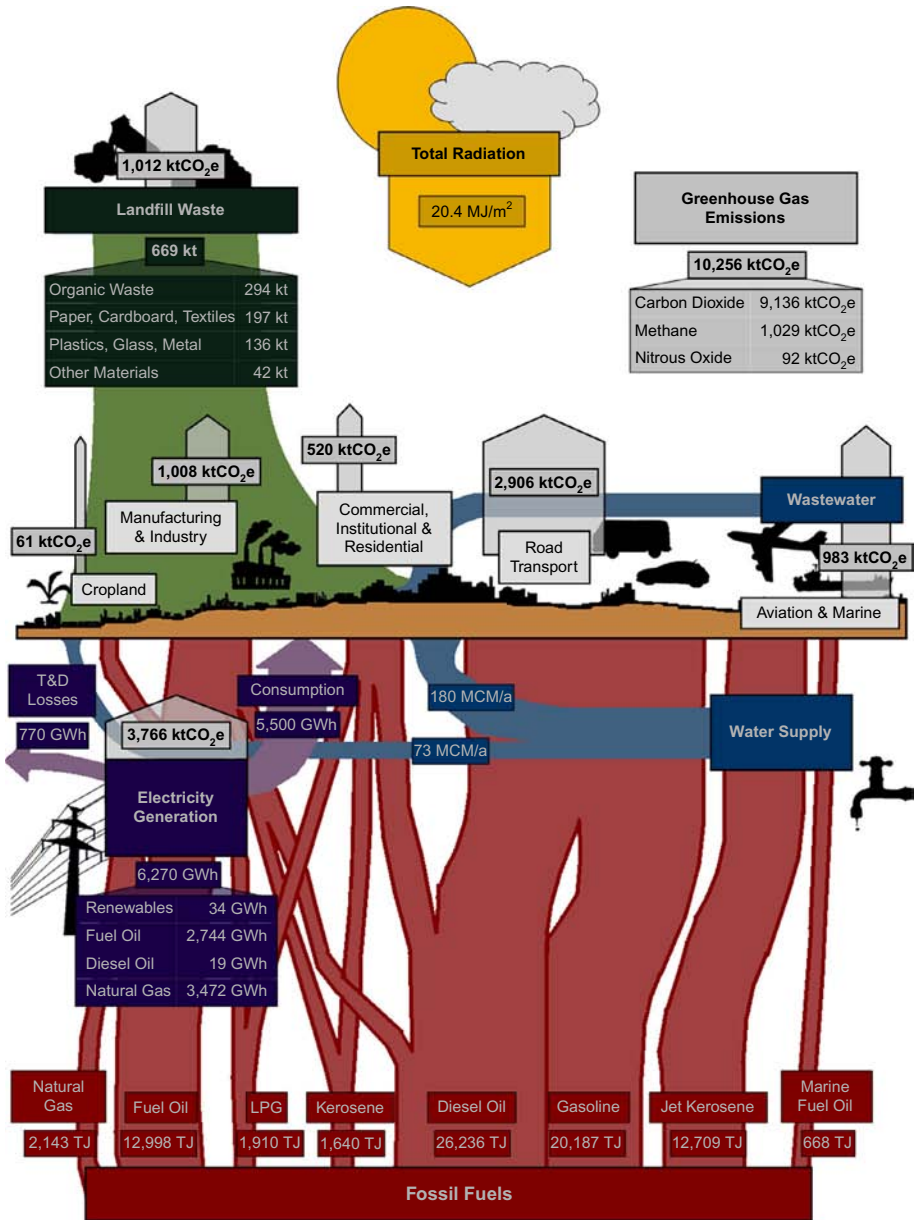 Total Radiation
20.4 MJ/m²
1,012 ktCO₂e
Landfill Waste
669 kt
Organic Waste 294 kt
Paper, Cardboard, Textiles 197 kt
Plastics, Glass, Metal 136 kt
Other Materials 42 kt
Greenhouse Gas
Emissions
10,256 ktCO₂e
Carbon Dioxide 9,136 ktCO₂e
Methane 1,029 ktCO₂e
Nitrous Oxide 92 ktCO₂e
61 ktCO₂e
Cropland
1,008 ktCO₂e
Manufacturing
& Industry
520 ktCO₂e
Commercial,
Institutional &
Residential
2,906 ktCO₂e
Road
Transport
Wastewater
983 ktCO₂e
Aviation & Marine
T&D
Losses
770 GWh
3,766 ktCO₂e
Electricity
Generation
6,270 GWh
Renewables 34 GWh
Fuel Oil 2,744 GWh
Diesel Oil 19 GWh
Natural Gas 3,472 GWh
Consumption
5,500 GWh
180 MCM/a
73 MCM/a
Water Supply
Natural
Gas
2,143 TJ
Fuel Oil
12,998 TJ
LPG
1,910 TJ
Kerosene
1,640 TJ
Diesel Oil
26,236 TJ
Gasoline
20,187 TJ
Jet Kerosene
12,709 TJ
Marine
Fuel Oil
668 TJ
Fossil Fuels